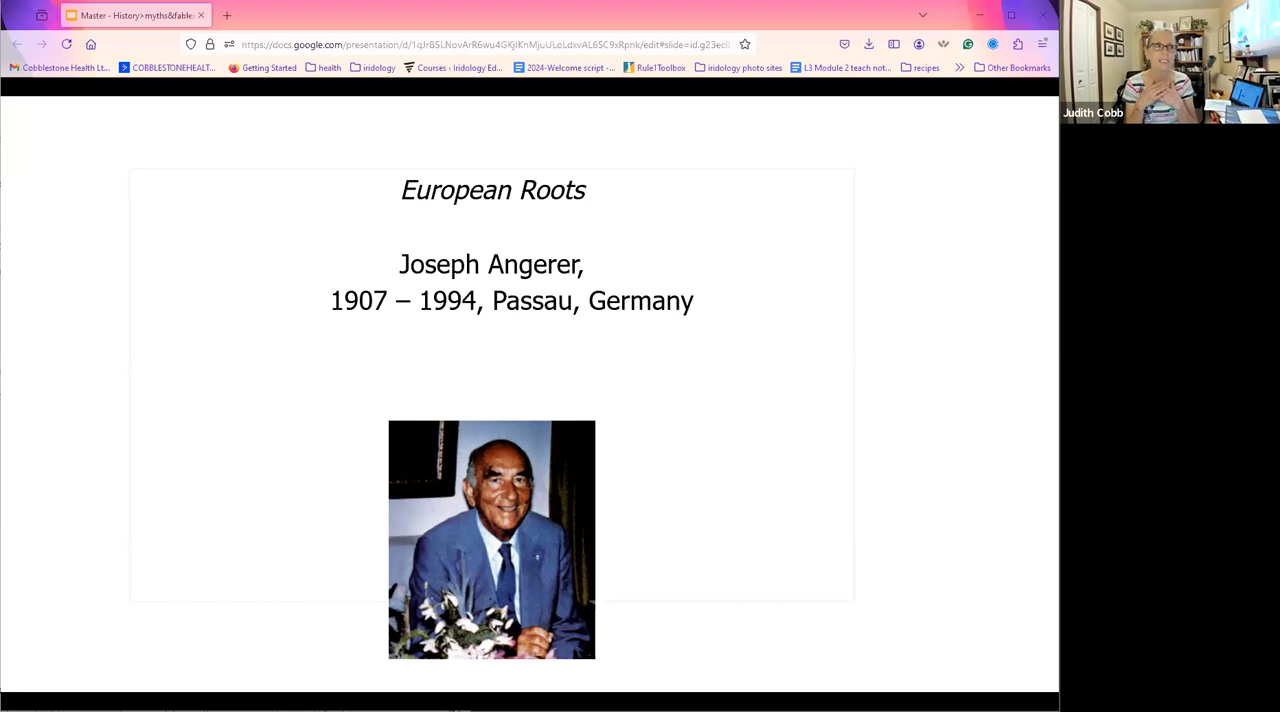 Master - History>myths&fable
https://docs.google.com/presentation/d/1qJr85LNovArR6wu4GKjlKnMjuULoLdxvAL6SC9xRpnk/edit#slide=id.g23ec
Cobblestone Health Lt...
COBBLESTONEHEALT...
Getting Started
health
iridology
Courses ‹ Iridology Ed...
2024-Welcome script -...
Rule1Toolbox
iridology photo sites
L3 Module 2 teach not...
recipes
Other Bookmarks
Judith Cobb
European Roots
Joseph Angerer,
1907 – 1994, Passau, Germany